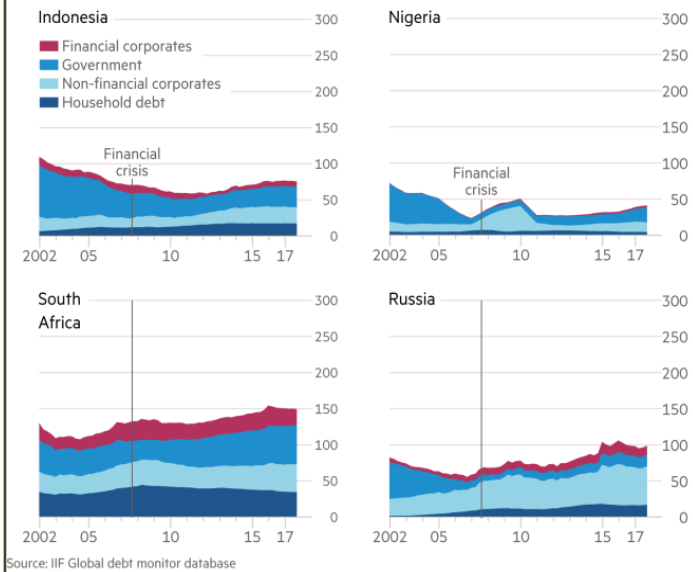 Indonesia
Financial corporates
Government
Non-financial corporates
Household debt
Financial
crisis
300
250
200
150
100
50
0
2002 05 10 15 17
Nigeria
Financial
crisis
300
250
200
150
100
50
0
2002 05 10 15 17
South
Africa
300
250
200
150
100
50
0
2002 05 10 15 17
Russia
300
250
200
150
100
50
0
2002 05 10 15 17
Source: IIF Global debt monitor database